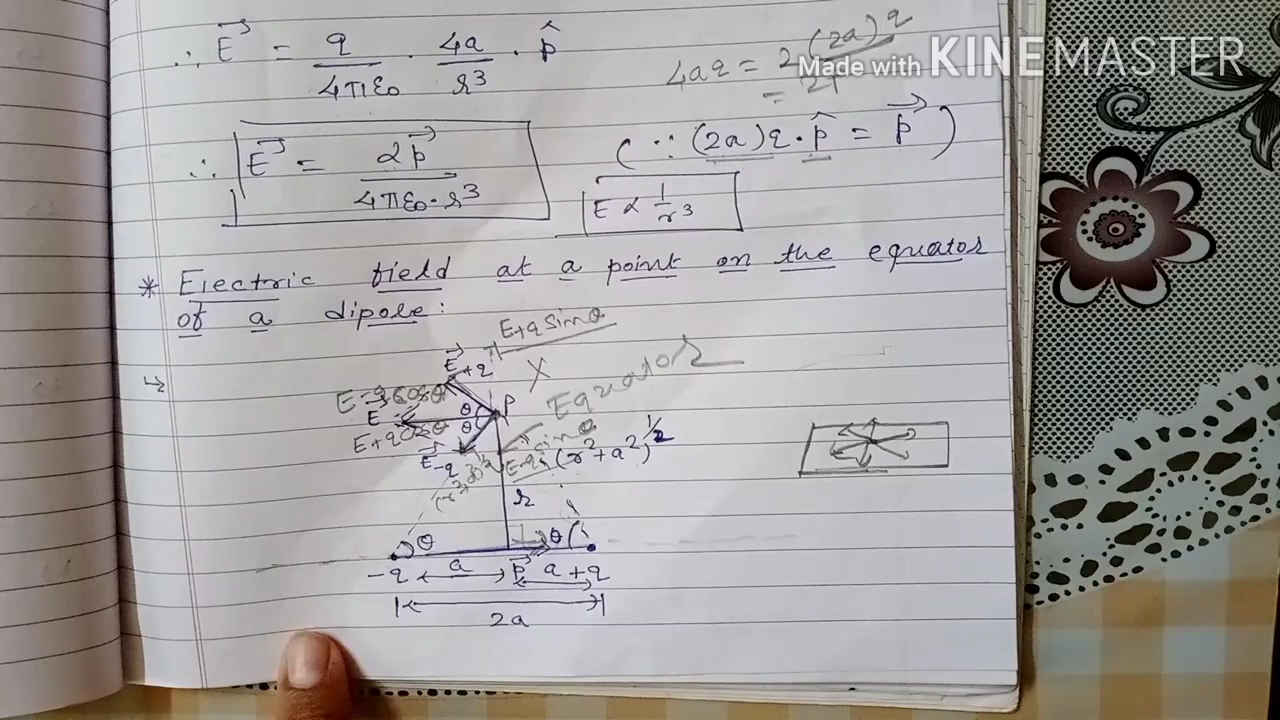 ∴ E⃗ = q/4πε₀ · 4a/r³ · p̂
4aq = 2(2a)q
= 2p
Made with KINEMASTER
∴ E⃗ = 2p⃗/4πε₀·r³
(∵ (2a)q·p̂ = p⃗)
E ∝ 1/r³
* Electric field at a point on the equator
of a dipole:
E+q sinθ
E⃗+q
X
E-q cosθ
E⃗
θ
P
Equator
E+q cosθ
θ
E⃗-q
E-q sinθ
(r²+a²)^1/2
r
θ
θ
-q
a
p⃗
a
+q
2a